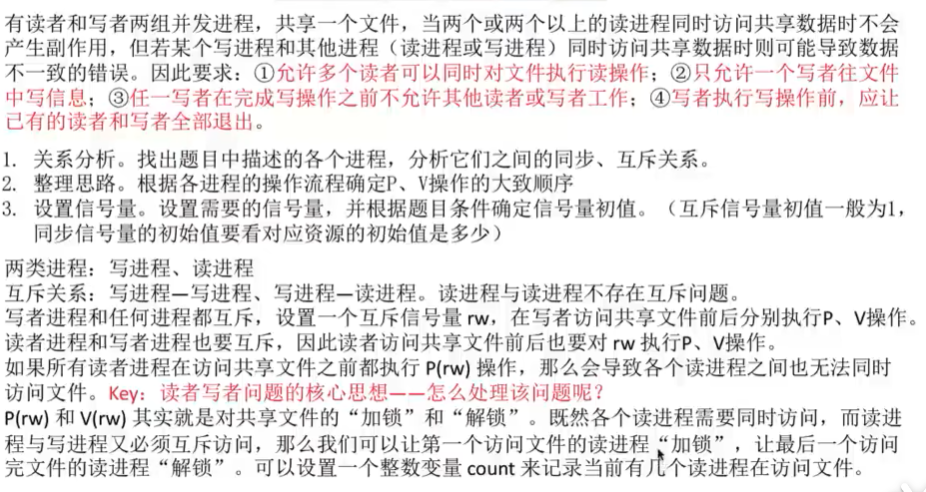 有读者和写者两组并发进程，共享一个文件，当两个或两个以上的读进程同时访问共享数据时不会
产生副作用，但若某个写进程和其他进程（读进程或写进程）同时访问共享数据时则可能导致数据
不一致的错误。因此要求：①允许多个读者可以同时对文件执行读操作；②只允许一个写者往文件
中写信息；③任一写者在完成写操作之前不允许其他读者或写者工作；④写者执行写操作前，应让
已有的读者和写者全部退出。
1. 关系分析。找出题目中描述的各个进程，分析它们之间的同步、互斥关系。
2. 整理思路。根据各进程的操作流程确定P、V操作的大致顺序
3. 设置信号量。设置需要的信号量，并根据题目条件确定信号量初值。（互斥信号量初值一般为1，
同步信号量的初始值要看对应资源的初始值是多少）
两类进程：写进程、读进程
互斥关系：写进程—写进程、写进程—读进程。读进程与读进程不存在互斥问题。
写者进程和任何进程都互斥，设置一个互斥信号量 rw，在写者访问共享文件前后分别执行P、V操作。
读者进程和写者进程也要互斥，因此读者访问共享文件前后也要对 rw 执行P、V操作。
如果所有读者进程在访问共享文件之前都执行 P(rw) 操作，那么会导致各个读进程之间也无法同时
访问文件。Key：读者写者问题的核心思想——怎么处理该问题呢？
P(rw) 和 V(rw) 其实就是对共享文件的“加锁”和“解锁”。既然各个读进程需要同时访问，而读进
程与写进程又必须互斥访问，那么我们可以让第一个访问文件的读进程“加锁”，让最后一个访问
完文件的读进程“解锁”。可以设置一个整数变量 count 来记录当前有几个读进程在访问文件。